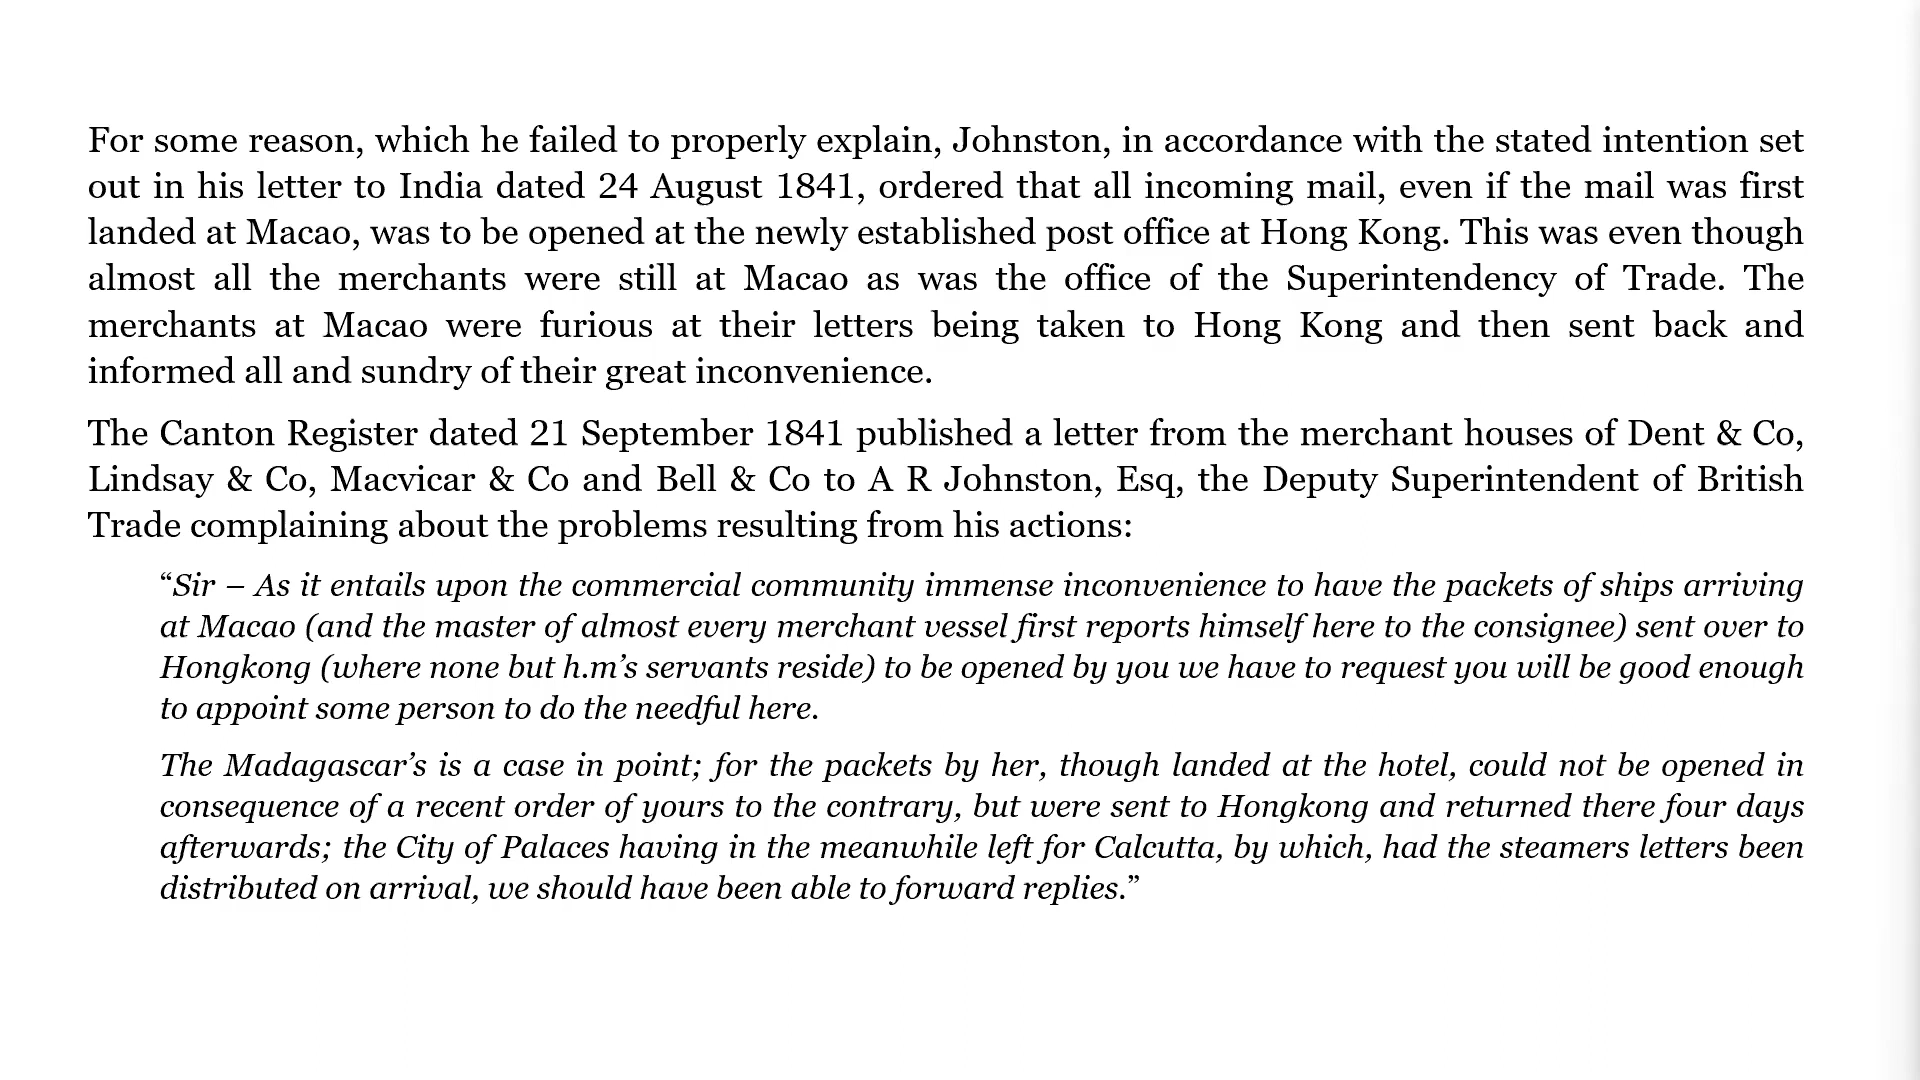 For some reason, which he failed to properly explain, Johnston, in accordance with the stated intention set
out in his letter to India dated 24 August 1841, ordered that all incoming mail, even if the mail was first
landed at Macao, was to be opened at the newly established post office at Hong Kong. This was even though
almost all the merchants were still at Macao as was the office of the Superintendency of Trade. The
merchants at Macao were furious at their letters being taken to Hong Kong and then sent back and
informed all and sundry of their great inconvenience.
The Canton Register dated 21 September 1841 published a letter from the merchant houses of Dent & Co,
Lindsay & Co, Macvicar & Co and Bell & Co to A R Johnston, Esq, the Deputy Superintendent of British
Trade complaining about the problems resulting from his actions:
“Sir – As it entails upon the commercial community immense inconvenience to have the packets of ships arriving
at Macao (and the master of almost every merchant vessel first reports himself here to the consignee) sent over to
Hongkong (where none but h.m’s servants reside) to be opened by you we have to request you will be good enough
to appoint some person to do the needful here.
The Madagascar’s is a case in point; for the packets by her, though landed at the hotel, could not be opened in
consequence of a recent order of yours to the contrary, but were sent to Hongkong and returned there four days
afterwards; the City of Palaces having in the meanwhile left for Calcutta, by which, had the steamers letters been
distributed on arrival, we should have been able to forward replies.”